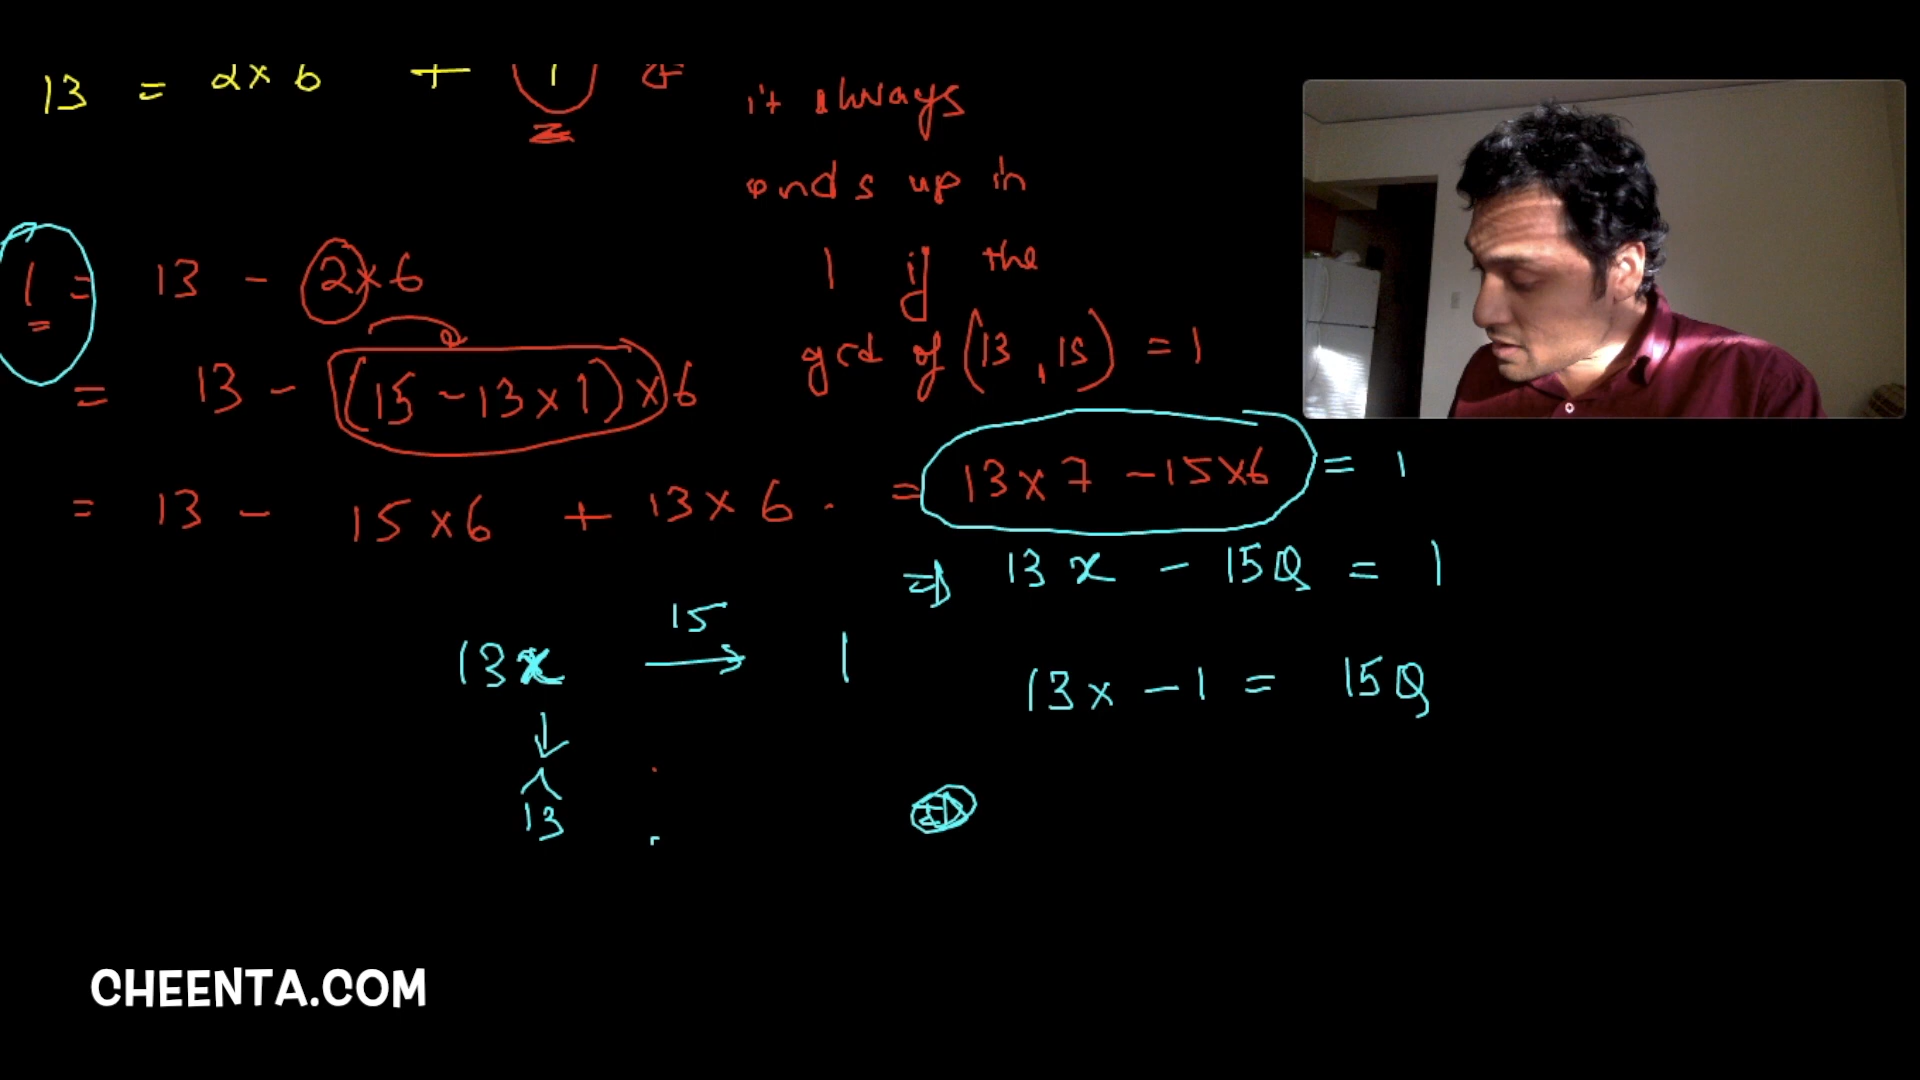 13 = 2 × 6 + 1
it always
ends up in
1 if the
gcd of (13, 15) = 1
1 = 13 - 2 × 6
= 13 - (15 - 13 × 1) × 6
= 13 - 15 × 6 + 13 × 6 . = 13 × 7 - 15 × 6 = 1
⇒ 13x - 15Q = 1
13x 15 → 1
13x - 1 = 15Q
↓
13
CHEENTA.COM